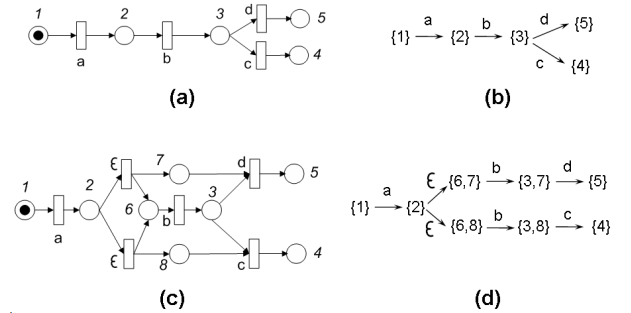 1 2 3 d 5
a b c 4
(a)
{1} a {2} b {3} d {5}
c {4}
(b)
1 a 2 ε 7 d 5
6 b 3
ε 8 c 4
(c)
{1} a {2} ε {6,7} b {3,7} d {5}
ε {6,8} b {3,8} c {4}
(d)